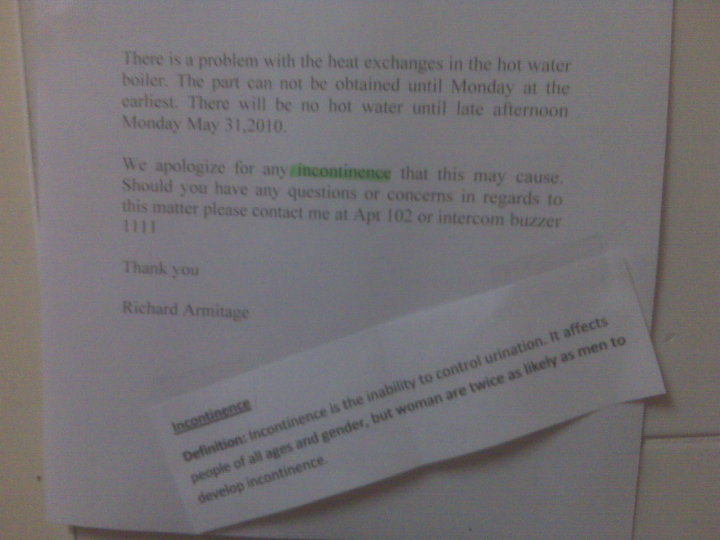 There is a problem with the heat exchanges in the hot water
boiler. The part can not be obtained until Monday at the
earliest. There will be no hot water until late afternoon
Monday May 31,2010.
We apologize for any incontinence that this may cause.
Should you have any questions or concerns in regards to
this matter please contact me at Apt 102 or intercom buzzer
1111
Thank you
Richard Armitage
Incontinence
Definition: Incontinence is the inability to control urination. It affects
people of all ages and gender, but woman are twice as likely as men to
develop incontinence.